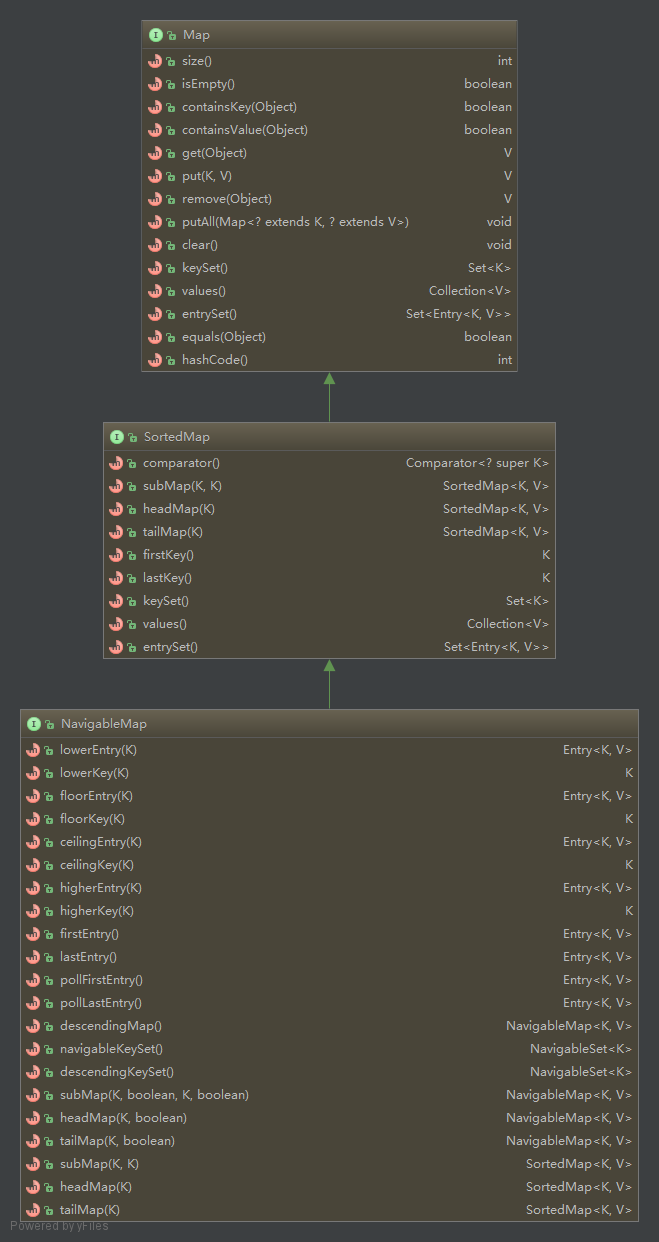 Map
size() int
isEmpty() boolean
containsKey(Object) boolean
containsValue(Object) boolean
get(Object) V
put(K, V) V
remove(Object) V
putAll(Map<? extends K, ? extends V>) void
clear() void
keySet() Set<K>
values() Collection<V>
entrySet() Set<Entry<K, V>>
equals(Object) boolean
hashCode() int
SortedMap
comparator() Comparator<? super K>
subMap(K, K) SortedMap<K, V>
headMap(K) SortedMap<K, V>
tailMap(K) SortedMap<K, V>
firstKey() K
lastKey() K
keySet() Set<K>
values() Collection<V>
entrySet() Set<Entry<K, V>>
NavigableMap
lowerEntry(K) Entry<K, V>
lowerKey(K) K
floorEntry(K) Entry<K, V>
floorKey(K) K
ceilingEntry(K) Entry<K, V>
ceilingKey(K) K
higherEntry(K) Entry<K, V>
higherKey(K) K
firstEntry() Entry<K, V>
lastEntry() Entry<K, V>
pollFirstEntry() Entry<K, V>
pollLastEntry() Entry<K, V>
descendingMap() NavigableMap<K, V>
navigableKeySet() NavigableSet<K>
descendingKeySet() NavigableSet<K>
subMap(K, boolean, K, boolean) NavigableMap<K, V>
headMap(K, boolean) NavigableMap<K, V>
tailMap(K, boolean) NavigableMap<K, V>
subMap(K, K) SortedMap<K, V>
headMap(K) SortedMap<K, V>
tailMap(K) SortedMap<K, V>
Powered by yFiles